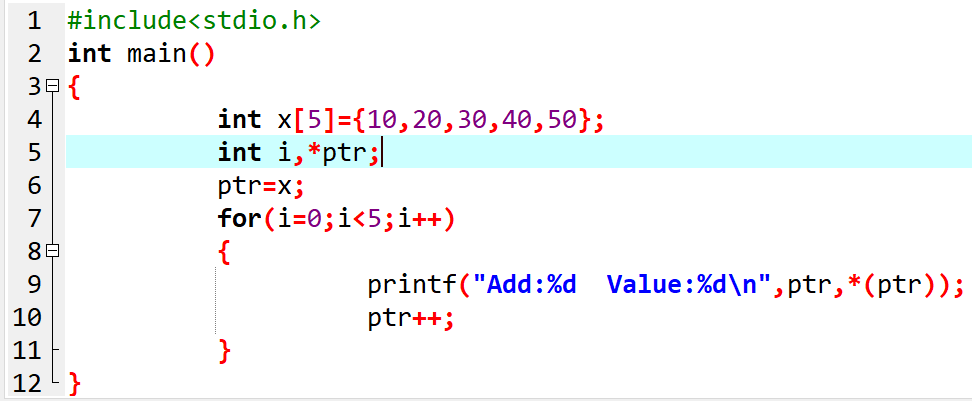 1 #include<stdio.h>
2 int main()
3 {
4 int x[5]={10,20,30,40,50};
5 int i,*ptr;
6 ptr=x;
7 for(i=0;i<5;i++)
8 {
9 printf("Add:%d  Value:%d\n",ptr,*(ptr));
10 ptr++;
11 }
12 }